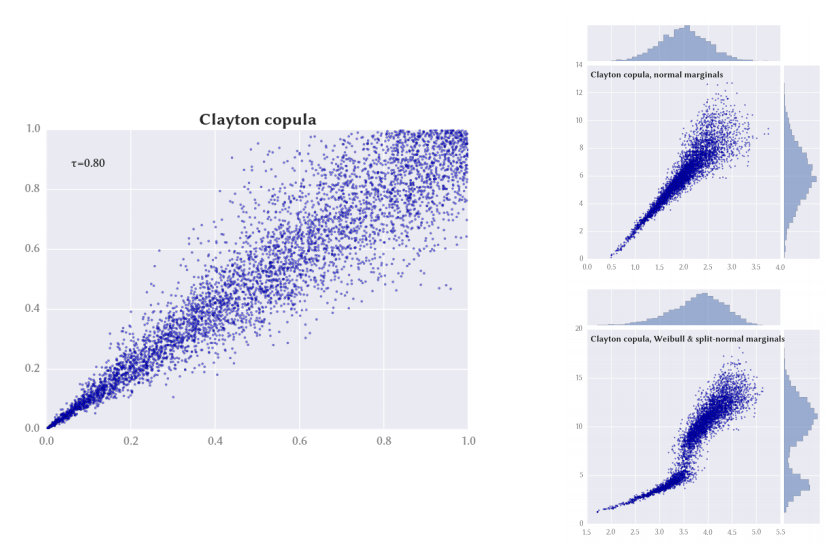 Clayton copula
τ=0.80
1.0
0.8
0.6
0.4
0.2
0.0
0.0 0.2 0.4 0.6 0.8 1.0
Clayton copula, normal marginals
14
12
10
8
6
4
2
0
0.0 0.5 1.0 1.5 2.0 2.5 3.0 3.5 4.0
Clayton copula, Weibull & split-normal marginals
20
15
10
5
0
1.5 2.0 2.5 3.0 3.5 4.0 4.5 5.0 5.5